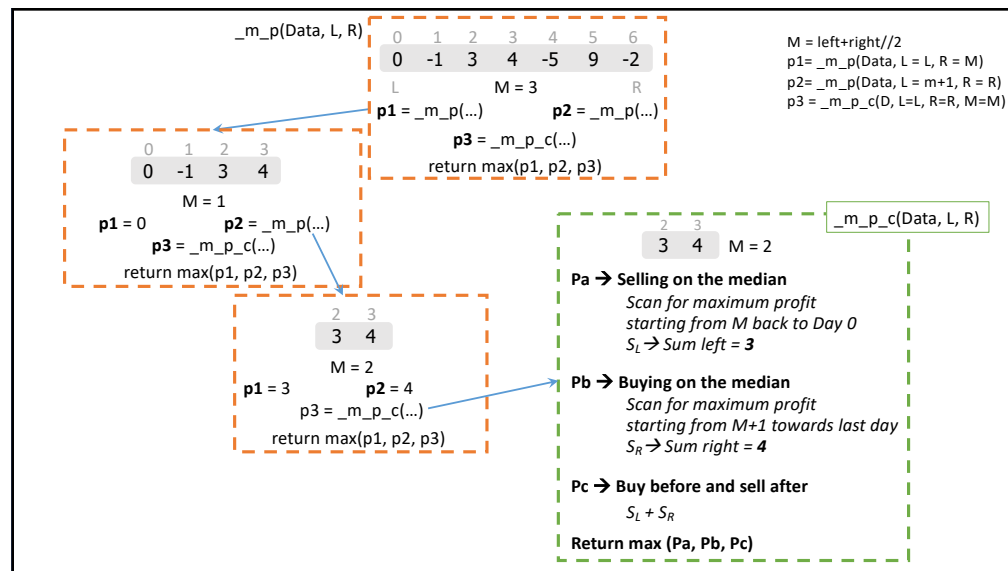 _m_p(Data, L, R)
0 1 2 3 4 5 6
0 -1 3 4 -5 9 -2
L M = 3 R
p1 = _m_p(…) p2 = _m_p(…)
p3 = _m_p_c(…)
return max(p1, p2, p3)
M = left+right//2
p1= _m_p(Data, L = L, R = M)
p2= _m_p(Data, L = m+1, R = R)
p3 = _m_p_c(D, L=L, R=R, M=M)
0 1 2 3
0 -1 3 4
M = 1
p1 = 0 p2 = _m_p(…)
p3 = _m_p_c(…)
return max(p1, p2, p3)
2 3
3 4
M = 2
p1 = 3 p2 = 4
p3 = _m_p_c(…)
return max(p1, p2, p3)
_m_p_c(Data, L, R)
2 3
3 4 M = 2
Pa → Selling on the median
Scan for maximum profit
starting from M back to Day 0
SL → Sum left = 3
Pb → Buying on the median
Scan for maximum profit
starting from M+1 towards last day
SR → Sum right = 4
Pc → Buy before and sell after
SL + SR
Return max (Pa, Pb, Pc)